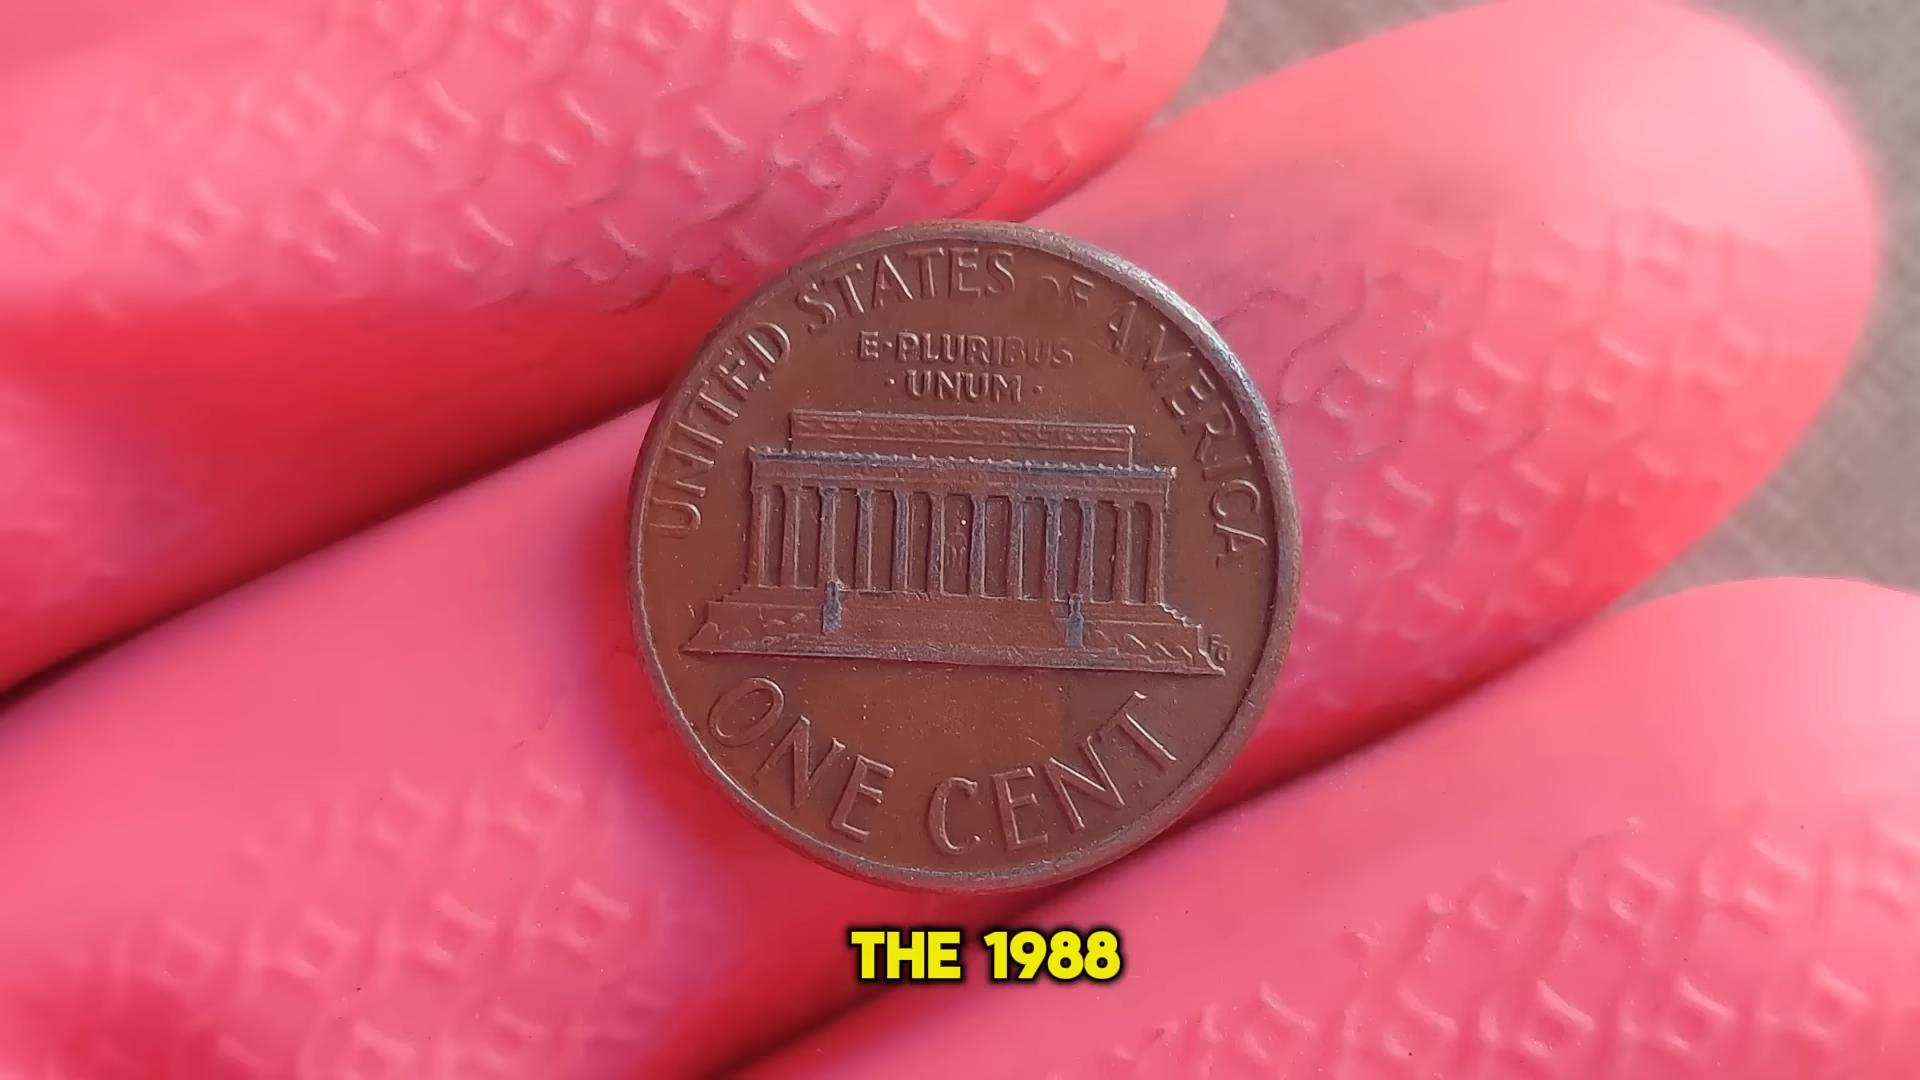 UNITED STATES OF AMERICA
E·PLURIBUS
·UNUM·
FG
ONE CENT
THE 1988